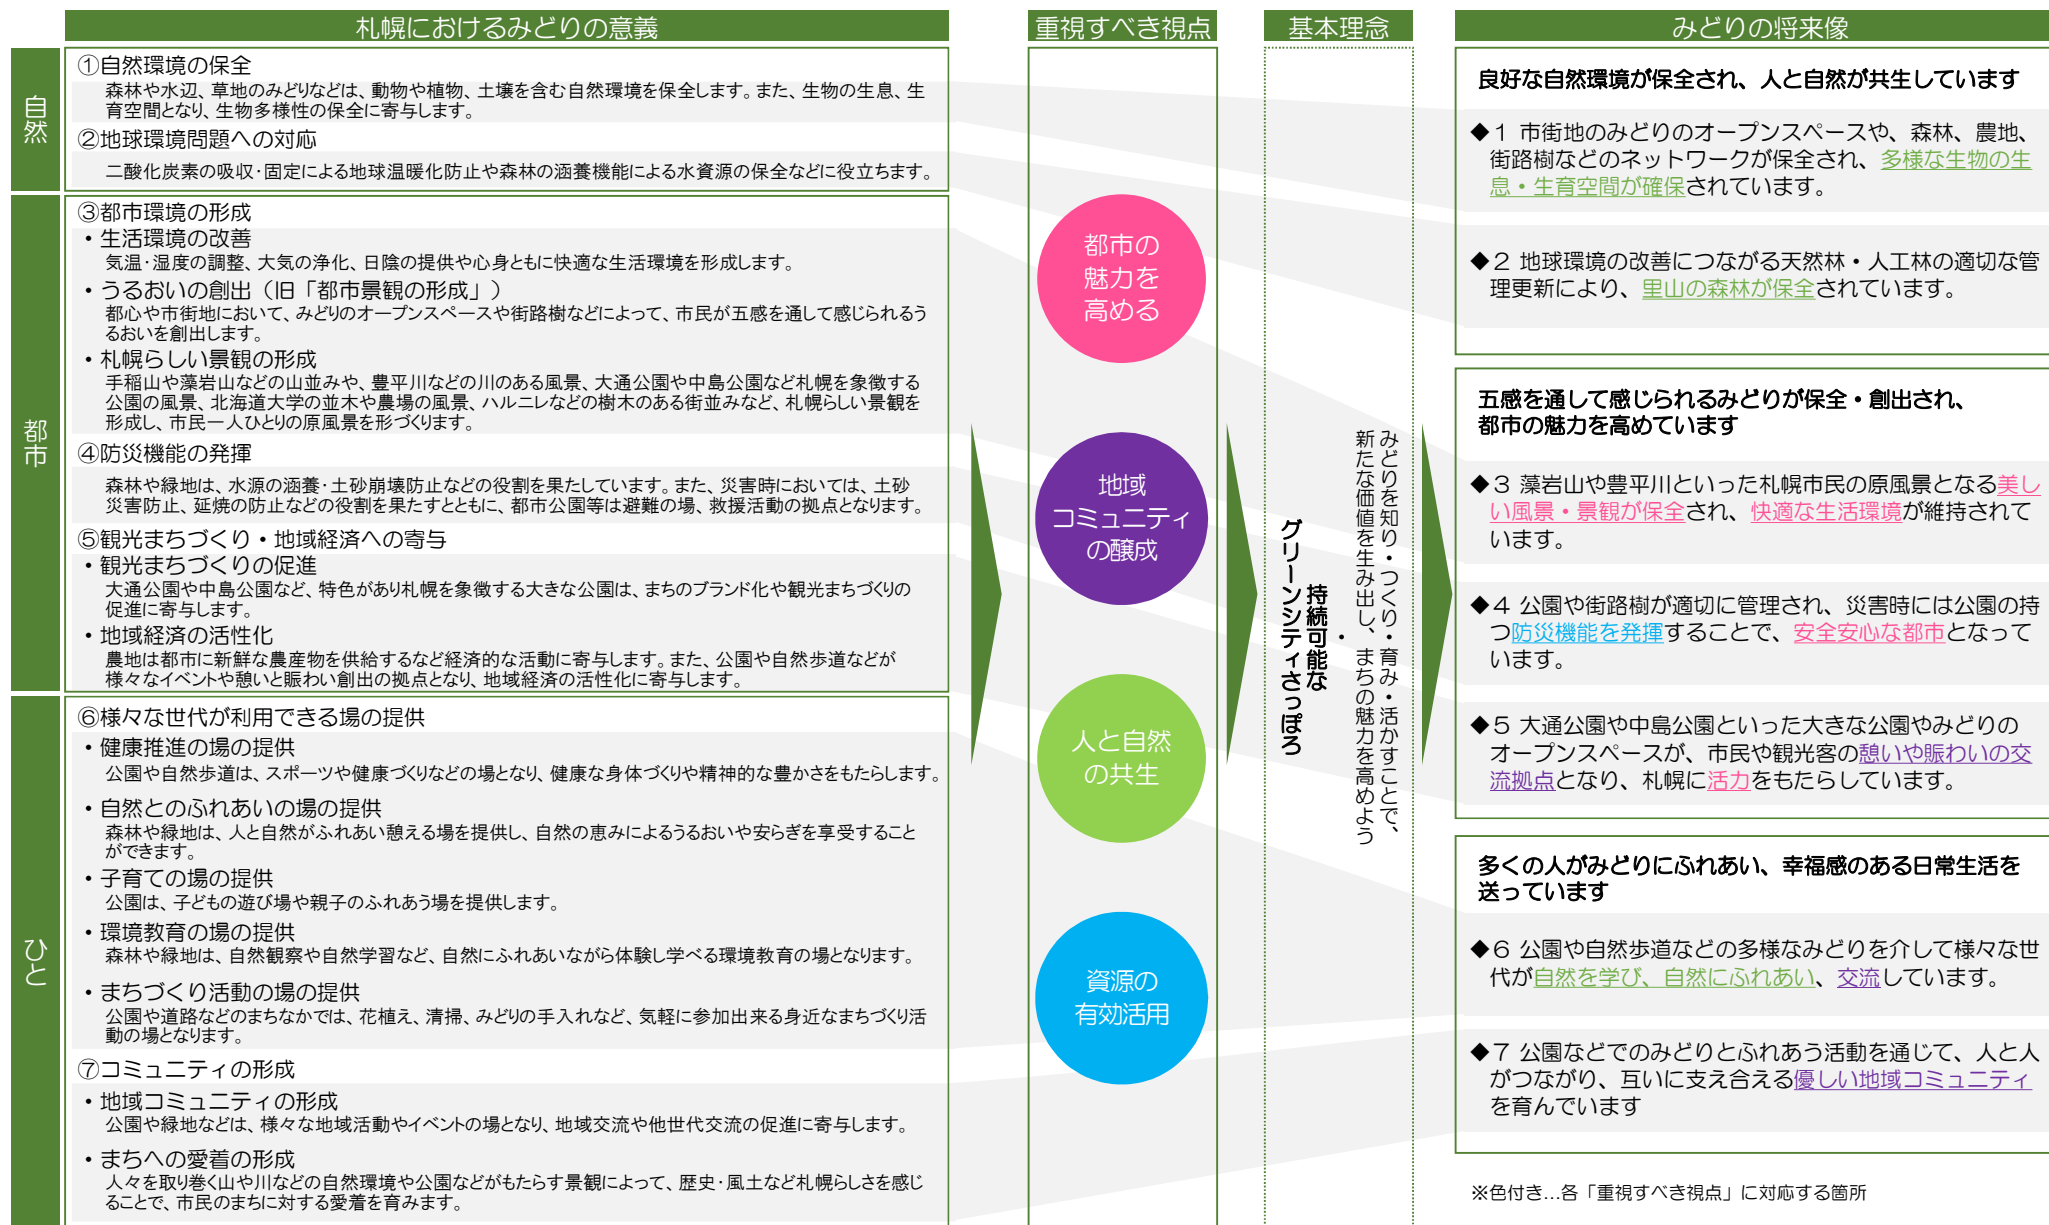 札幌におけるみどりの意義
重視すべき視点
基本理念
みどりの将来像
自然
①自然環境の保全
森林や水辺、草地のみどりなどは、動物や植物、土壌を含む自然環境を保全します。また、生物の生息、生
育空間となり、生物多様性の保全に寄与します。
②地球環境問題への対応
二酸化炭素の吸収・固定による地球温暖化防止や森林の涵養機能による水資源の保全などに役立ちます。
都市
③都市環境の形成
・生活環境の改善
気温・湿度の調整、大気の浄化、日陰の提供や心身ともに快適な生活環境を形成します。
・うるおいの創出（旧「都市景観の形成」）
都心や市街地において、みどりのオープンスペースや街路樹などによって、市民が五感を通して感じられるう
るおいを創出します。
・札幌らしい景観の形成
手稲山や藻岩山などの山並みや、豊平川などの川のある風景、大通公園や中島公園など札幌を象徴する
公園の風景、北海道大学の並木や農場の風景、ハルニレなどの樹木のある街並みなど、札幌らしい景観を
形成し、市民一人ひとりの原風景を形づくります。
④防災機能の発揮
森林や緑地は、水源の涵養・土砂崩壊防止などの役割を果たしています。また、災害時においては、土砂
災害防止、延焼の防止などの役割を果たすとともに、都市公園等は避難の場、救援活動の拠点となります。
⑤観光まちづくり・地域経済への寄与
・観光まちづくりの促進
大通公園や中島公園など、特色があり札幌を象徴する大きな公園は、まちのブランド化や観光まちづくりの
促進に寄与します。
・地域経済の活性化
農地は都市に新鮮な農産物を供給するなど経済的な活動に寄与します。また、公園や自然歩道などが
様々なイベントや憩いと賑わい創出の拠点となり、地域経済の活性化に寄与します。
ひと
⑥様々な世代が利用できる場の提供
・健康推進の場の提供
公園や自然歩道は、スポーツや健康づくりなどの場となり、健康な身体づくりや精神的な豊かさをもたらします。
・自然とのふれあいの場の提供
森林や緑地は、人と自然がふれあい憩える場を提供し、自然の恵みによるうるおいや安らぎを享受すること
ができます。
・子育ての場の提供
公園は、子どもの遊び場や親子のふれあう場を提供します。
・環境教育の場の提供
森林や緑地は、自然観察や自然学習など、自然にふれあいながら体験し学べる環境教育の場となります。
・まちづくり活動の場の提供
公園や道路などのまちなかでは、花植え、清掃、みどりの手入れなど、気軽に参加出来る身近なまちづくり活
動の場となります。
⑦コミュニティの形成
・地域コミュニティの形成
公園や緑地などは、様々な地域活動やイベントの場となり、地域交流や他世代交流の促進に寄与します。
・まちへの愛着の形成
人々を取り巻く山や川などの自然環境や公園などがもたらす景観によって、歴史・風土など札幌らしさを感じ
ることで、市民のまちに対する愛着を育みます。
都市の
魅力を
高める
地域
コミュニティ
の醸成
人と自然
の共生
資源の
有効活用
みどりを知り・つくり・育み・活かすことで、
新たな価値を生み出し、まちの魅力を高めよう
・
持続可能な
グリーンシティさっぽろ
良好な自然環境が保全され、人と自然が共生しています
◆１ 市街地のみどりのオープンスペースや、森林、農地、
街路樹などのネットワークが保全され、多様な生物の生
息・生育空間が確保されています。
◆２ 地球環境の改善につながる天然林・人工林の適切な管
理更新により、里山の森林が保全されています。
五感を通して感じられるみどりが保全・創出され、
都市の魅力を高めています
◆３ 藻岩山や豊平川といった札幌市民の原風景となる美し
い風景・景観が保全され、快適な生活環境が維持されて
います。
◆４ 公園や街路樹が適切に管理され、災害時には公園の持
つ防災機能を発揮することで、安全安心な都市となって
います。
◆５ 大通公園や中島公園といった大きな公園やみどりの
オープンスペースが、市民や観光客の憩いや賑わいの交
流拠点となり、札幌に活力をもたらしています。
多くの人がみどりにふれあい、幸福感のある日常生活を
送っています
◆６ 公園や自然歩道などの多様なみどりを介して様々な世
代が自然を学び、自然にふれあい、交流しています。
◆７ 公園などでのみどりとふれあう活動を通じて、人と人
がつながり、互いに支え合える優しい地域コミュニティ
を育んでいます
※色付き…各「重視すべき視点」に対応する箇所